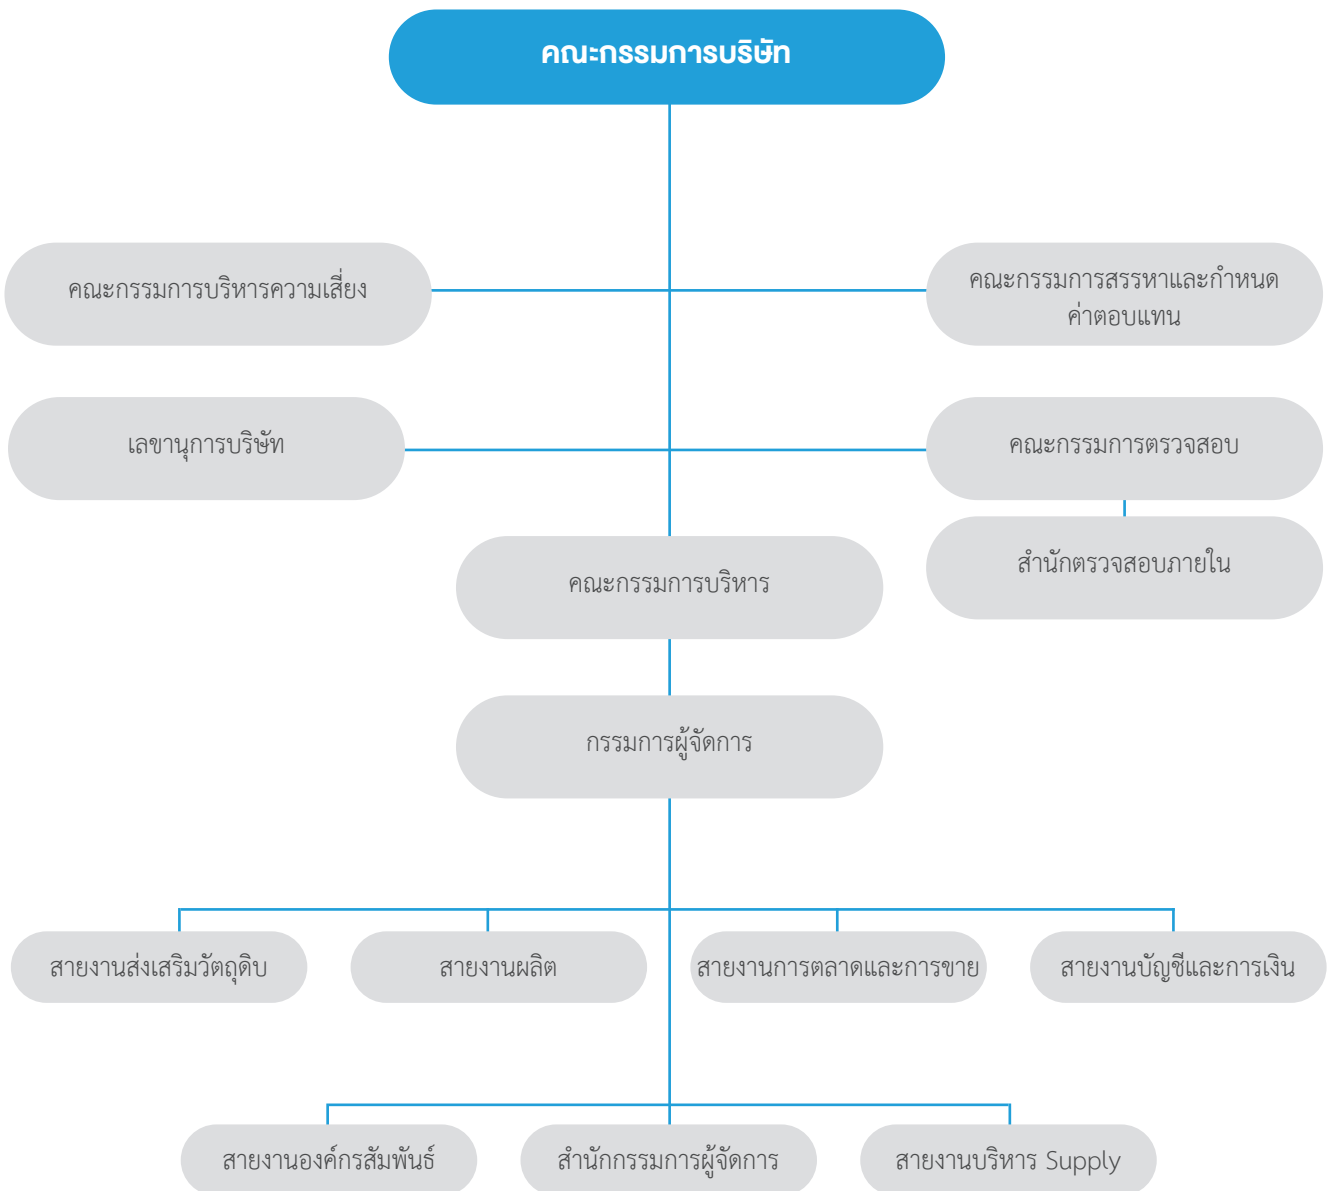 คณะกรรมการบริษัท
คณะกรรมการบริหารความเสี่ยง
คณะกรรมการสรรหาและกำหนด
ค่าตอบแทน
เลขานุการบริษัท
คณะกรรมการตรวจสอบ
สำนักตรวจสอบภายใน
คณะกรรมการบริหาร
กรรมการผู้จัดการ
สายงานส่งเสริมวัตถุดิบ
สายงานผลิต
สายงานการตลาดและการขาย
สายงานบัญชีและการเงิน
สายงานองค์กรสัมพันธ์
สำนักกรรมการผู้จัดการ
สายงานบริหาร Supply